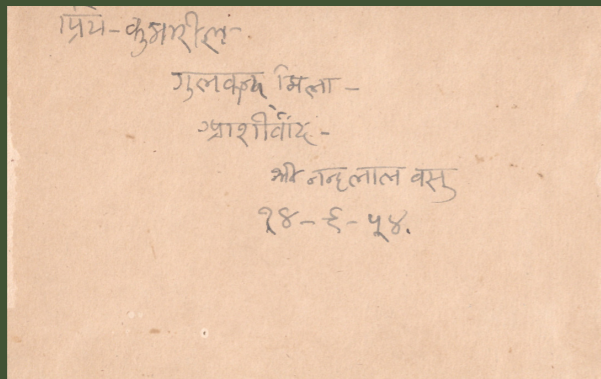 प्रिय - कुमारील.
गुलकन्द मिला -
आशीर्वाद -
श्री नन्दलाल वसु
१४ - ६ - ५४.